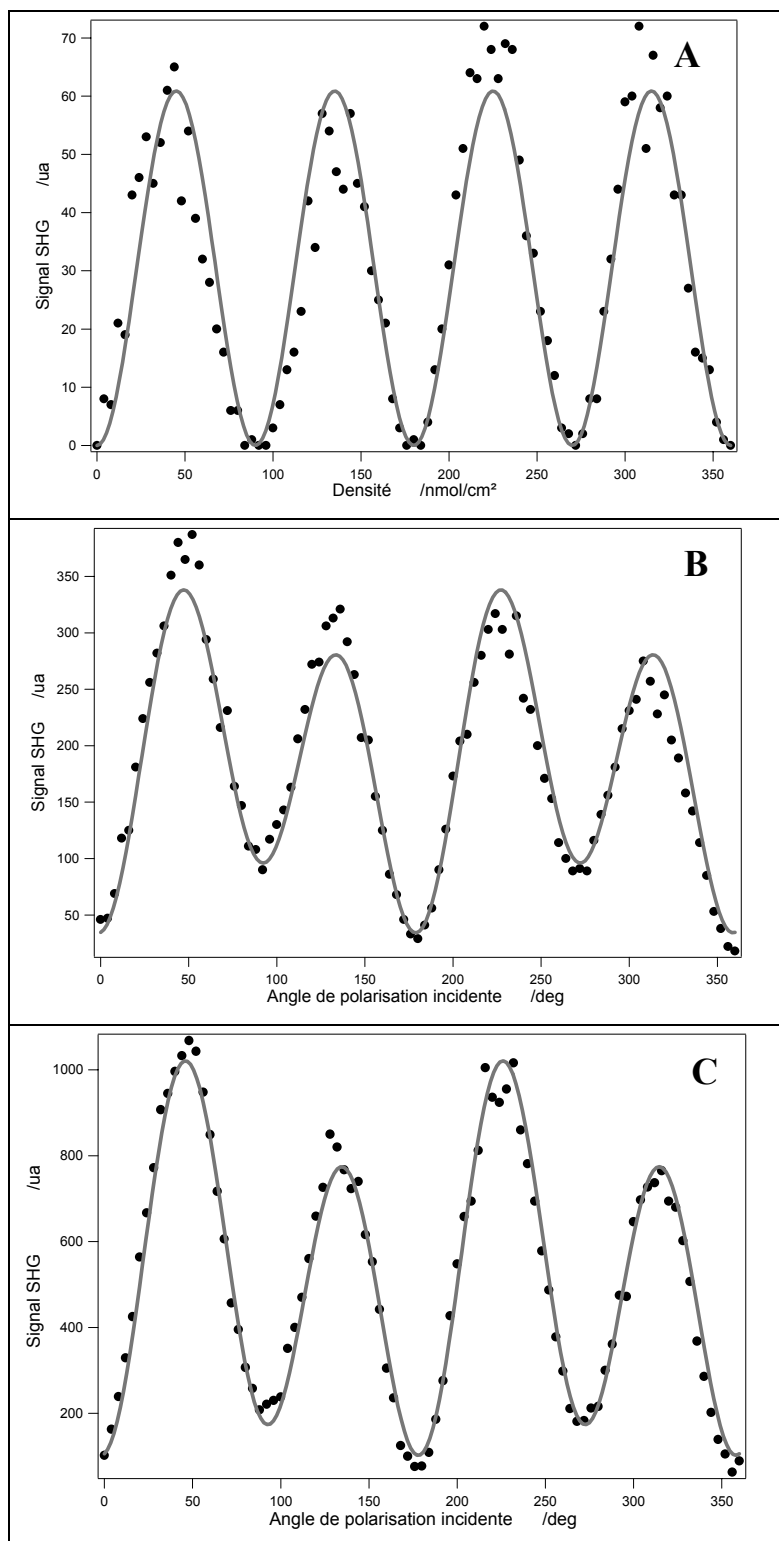 A
Signal SHG /ua
70
60
50
40
30
20
10
0
0 50 100 150 200 250 300 350
Densité /nmol/cm²
B
Signal SHG /ua
350
300
250
200
150
100
50
0 50 100 150 200 250 300 350
Angle de polarisation incidente /deg
C
Signal SHG /ua
1000
800
600
400
200
0 50 100 150 200 250 300 350
Angle de polarisation incidente /deg